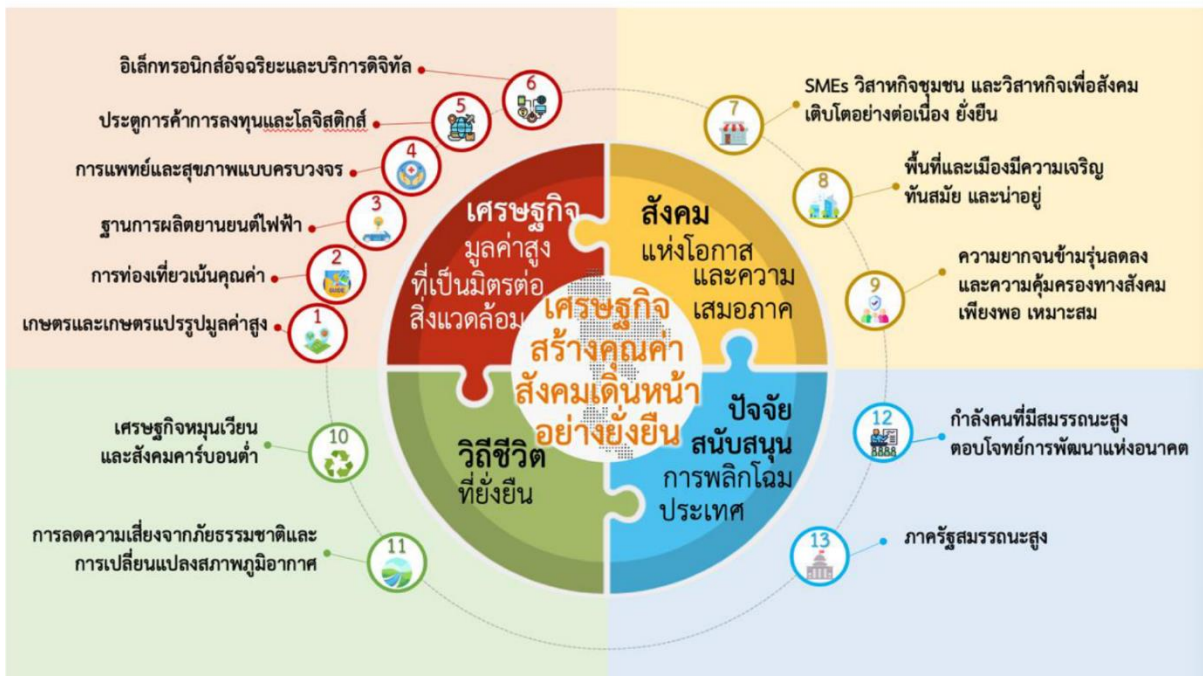 อิเล็กทรอนิกส์อัจฉริยะและบริการดิจิทัล
6
ประตูการค้าการลงทุนและโลจิสติกส์
5
การแพทย์และสุขภาพแบบครบวงจร
4
ฐานการผลิตยานยนต์ไฟฟ้า
3
การท่องเที่ยวเน้นคุณค่า
2
เกษตรและเกษตรแปรรูปมูลค่าสูง
1
7
SMEs วิสาหกิจชุมชน และวิสาหกิจเพื่อสังคม
เติบโตอย่างต่อเนื่อง ยั่งยืน
8
พื้นที่และเมืองมีความเจริญ
ทันสมัย และน่าอยู่
9
ความยากจนข้ามรุ่นลดลง
และความคุ้มครองทางสังคม
เพียงพอ เหมาะสม
เศรษฐกิจ
มูลค่าสูง
ที่เป็นมิตรต่อ
สิ่งแวดล้อม
สังคม
แห่งโอกาส
และความ
เสมอภาค
เศรษฐกิจ
สร้างคุณค่า
สังคมเดินหน้า
อย่างยั่งยืน
วิถีชีวิต
ที่ยั่งยืน
ปัจจัย
สนับสนุน
การพลิกโฉม
ประเทศ
เศรษฐกิจหมุนเวียน
และสังคมคาร์บอนต่ำ
10
การลดความเสี่ยงจากภัยธรรมชาติและ
การเปลี่ยนแปลงสภาพภูมิอากาศ
11
12
กำลังคนที่มีสมรรถนะสูง
ตอบโจทย์การพัฒนาแห่งอนาคต
13
ภาครัฐสมรรถนะสูง